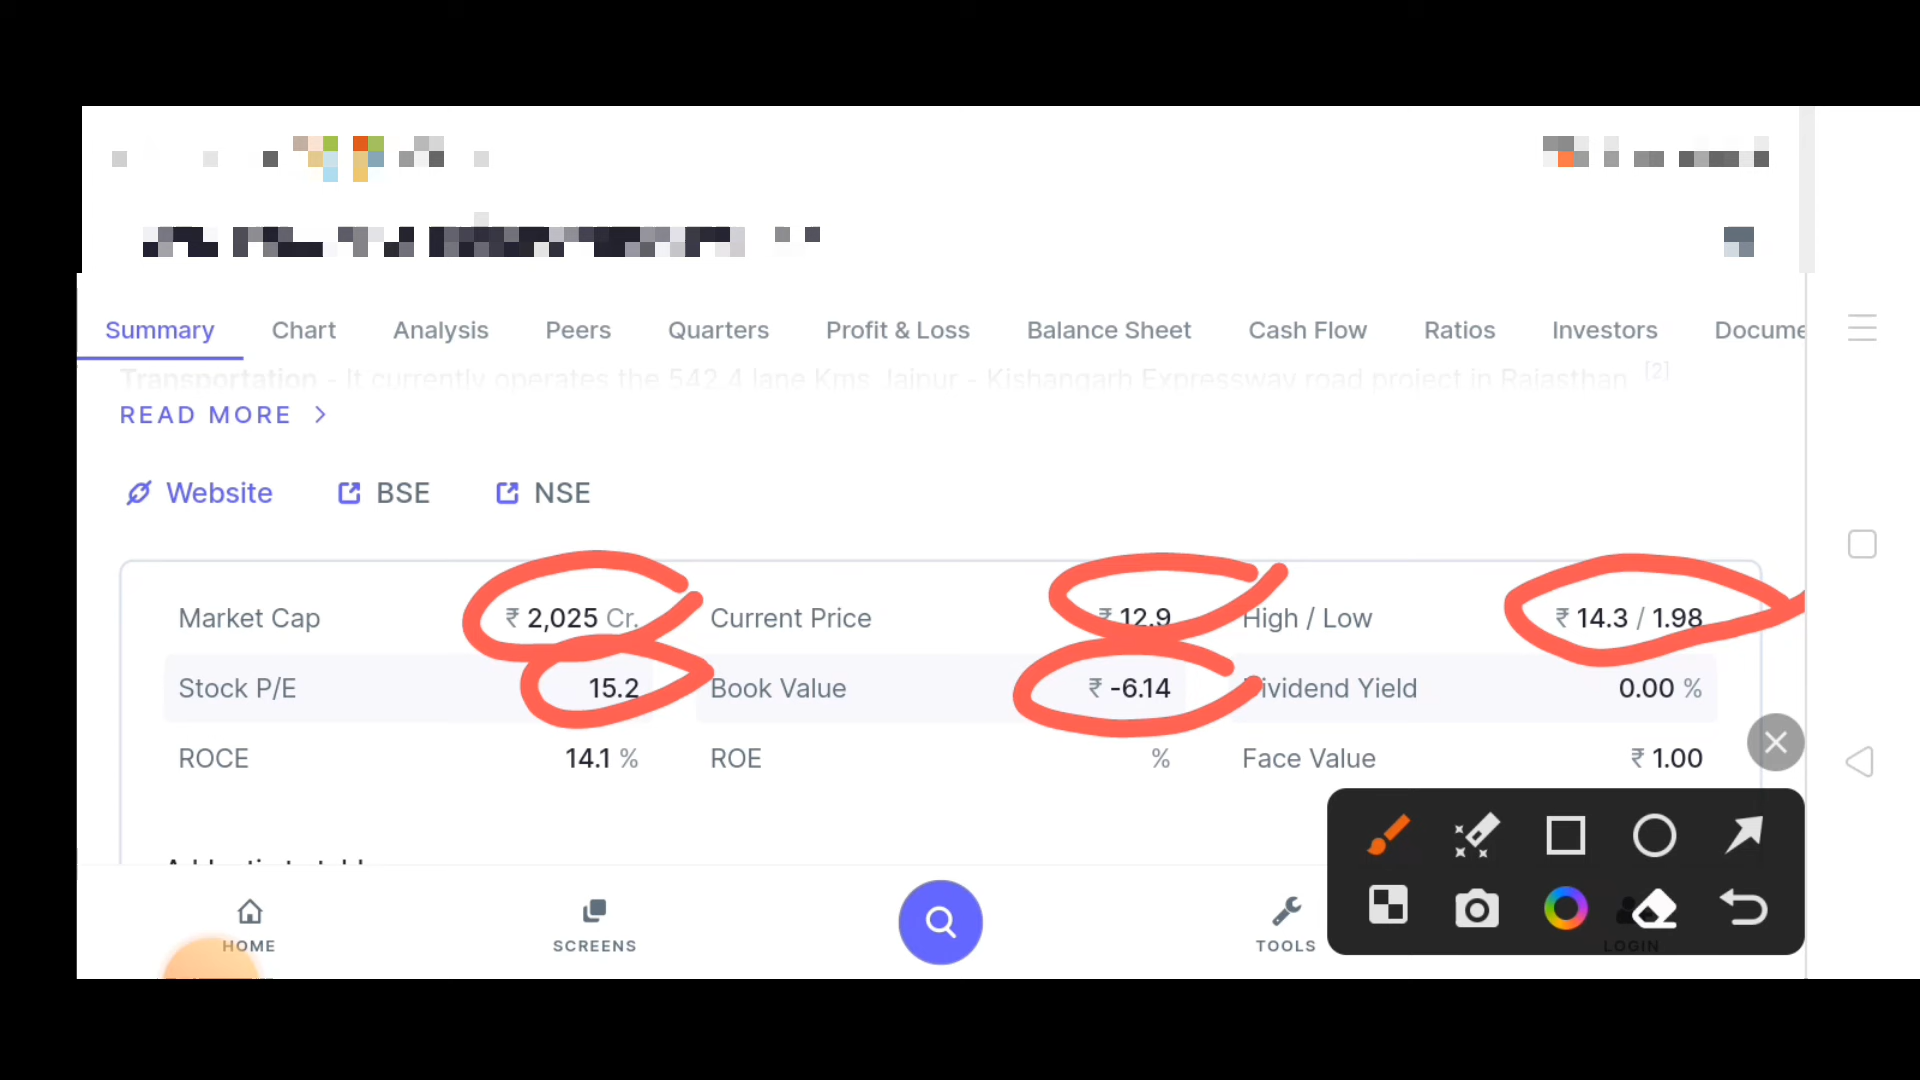 Summary Chart Analysis Peers Quarters Profit & Loss Balance Sheet Cash Flow Ratios Investors Docume
Transportation - It currently operates the 542.4 lane Kms Jaipur - Kishangarh Expressway road project in Rajasthan [2]
READ MORE >
Website BSE NSE
Market Cap ₹ 2,025 Cr. Current Price ₹ 12.9 High / Low ₹ 14.3 / 1.98
Stock P/E 15.2 Book Value ₹ -6.14 Dividend Yield 0.00 %
ROCE 14.1 % ROE % Face Value ₹ 1.00
HOME SCREENS TOOLS LOGIN